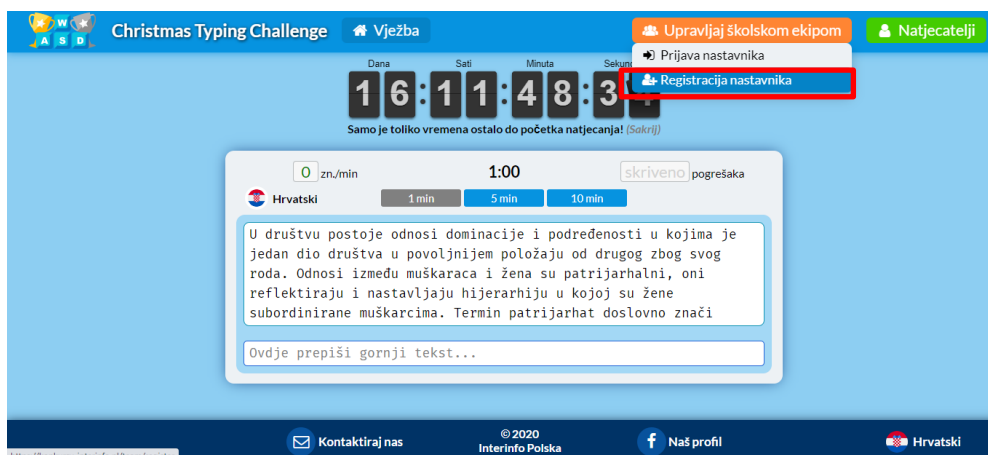 W
A S D
Christmas Typing Challenge
Vježba
Upravljaj školskom ekipom
Natjecatelji
Prijava nastavnika
Registracija nastavnika
Dana Sati Minuta
16:11:48:3
Samo je toliko vremena ostalo do početka natjecanja! (Sakrij)
0 zn./min 1:00 skriveno pogrešaka
Hrvatski 1 min 5 min 10 min
U društvu postoje odnosi dominacije i podređenosti u kojima je
jedan dio društva u povoljnijem položaju od drugog zbog svog
roda. Odnosi između muškaraca i žena su patrijarhalni, oni
reflektiraju i nastavljaju hijerarhiju u kojoj su žene
subordinirane muškarcima. Termin patrijarhat doslovno znači
Ovdje prepiši gornji tekst...
Kontaktiraj nas
© 2020
Interinfo Polska
Naš profil
Hrvatski